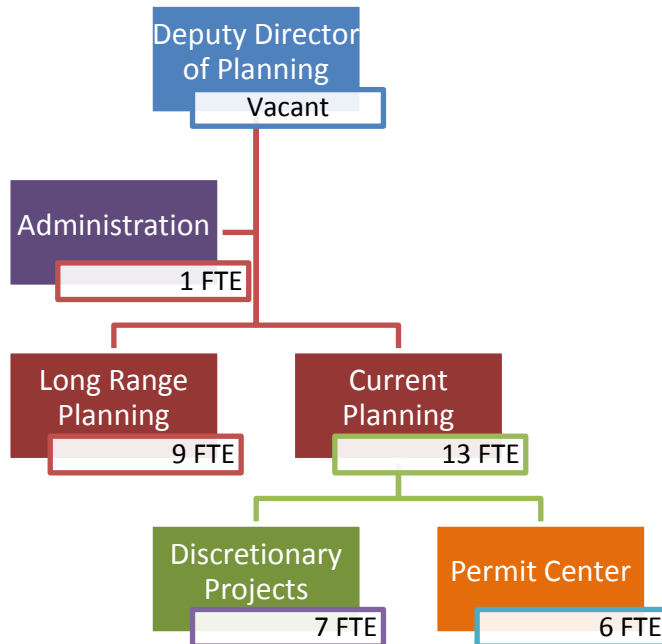 Deputy Director
of Planning
Vacant
Administration
1 FTE
Long Range
Planning
9 FTE
Current
Planning
13 FTE
Discretionary
Projects
7 FTE
Permit Center
6 FTE